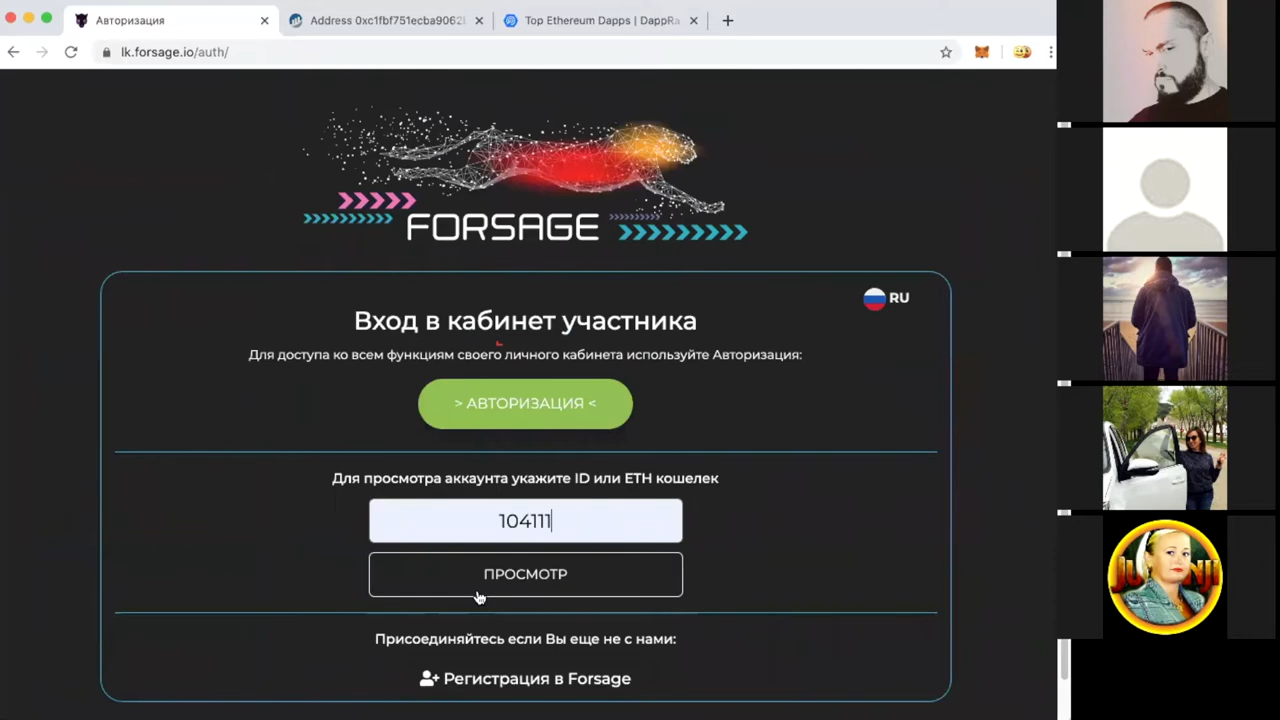 Авторизация
Address 0xc1fbf751ecba9062
Top Ethereum Dapps | DappRa
lk.forsage.io/auth/
FORSAGE
RU
Вход в кабинет участника
Для доступа ко всем функциям своего личного кабинета используйте Авторизация:
> АВТОРИЗАЦИЯ <
Для просмотра аккаунта укажите ID или ETH кошелек
104111
ПРОСМОТР
Присоединяйтесь если Вы еще не с нами:
Регистрация в Forsage